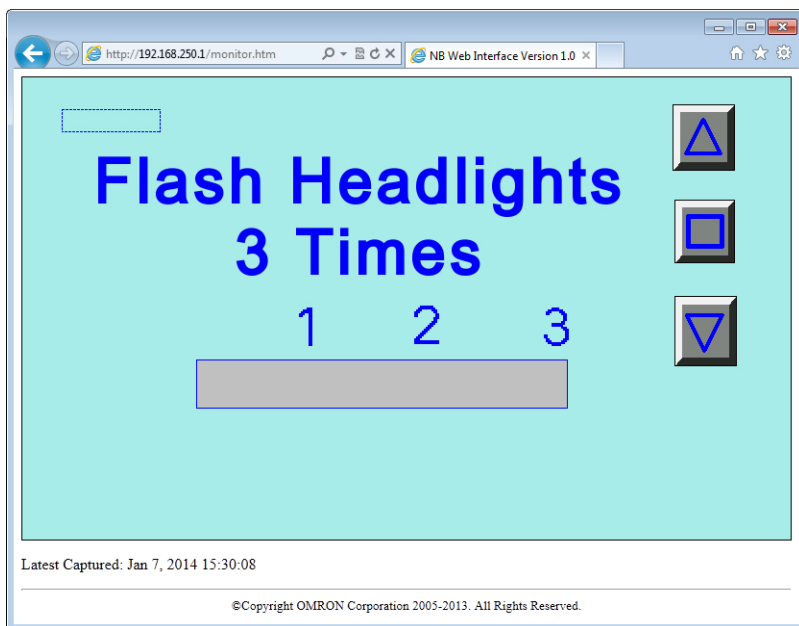 http://192.168.250.1/monitor.htm
NB Web Interface Version 1.0
Flash Headlights
3 Times
1 2 3
Latest Captured: Jan 7, 2014 15:30:08
©Copyright OMRON Corporation 2005-2013. All Rights Reserved.